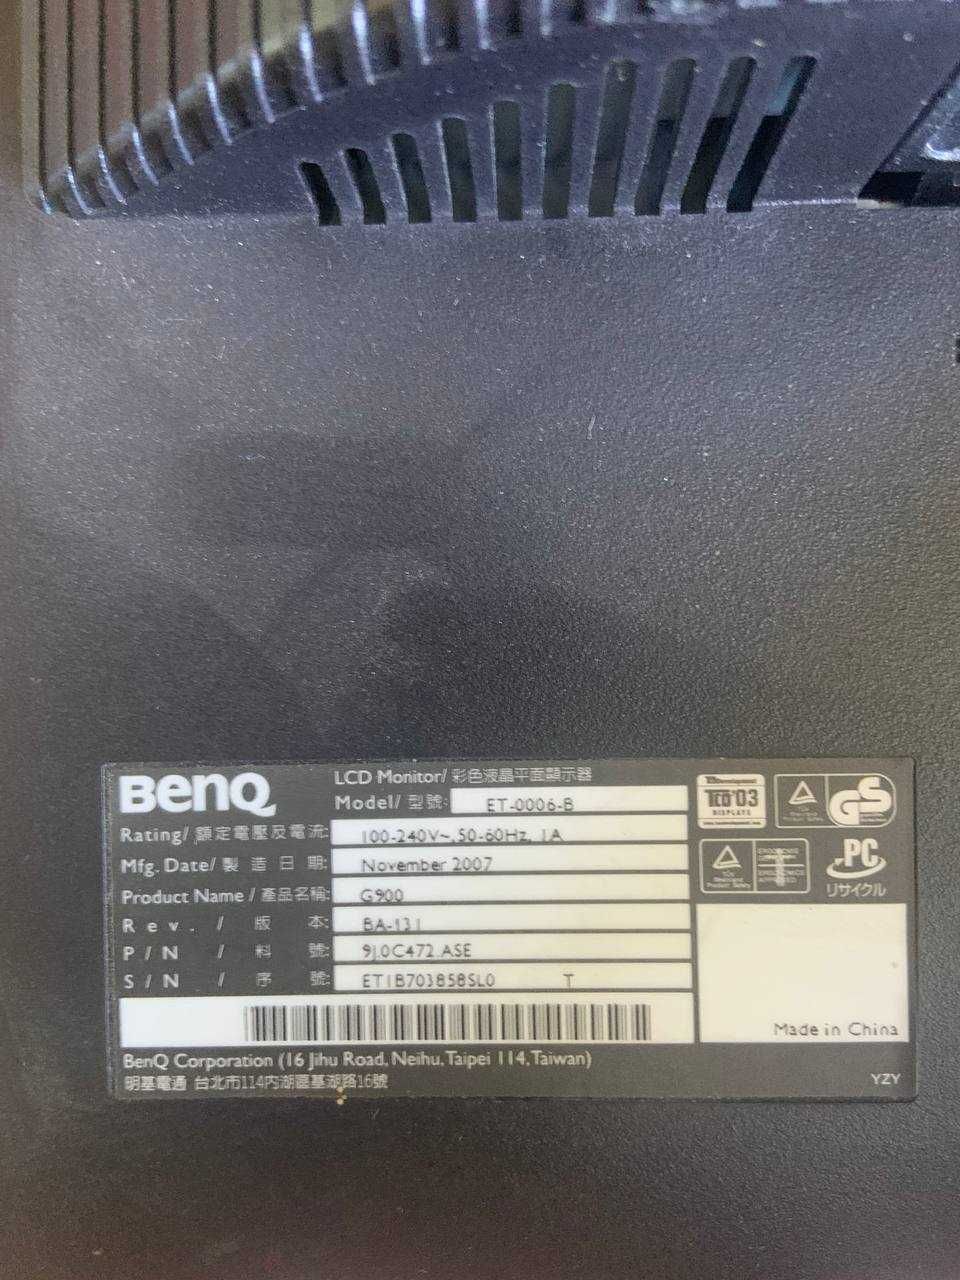 BenQ
LCD Monitor/ 彩色液晶平面顯示器
Model/ 型號: ET-0006-B
Rating/ 額定電壓及電流: 100-240V~,50-60Hz, 1A
Mfg. Date/ 製造日期: November 2007
Product Name / 產品名稱: G900
Rev. / 版本: BA-131
P/N / 料號: 9J.0C472.ASE
S/N / 序號: ET1B703858SL0 T
TCO'03
DISPLAYS
GS
TÜV
PC
リサイクル
Made in China
BenQ Corporation (16 Jihu Road, Neihu, Taipei 114, Taiwan)
明基電通 台北市114內湖區基湖路16號
YZY